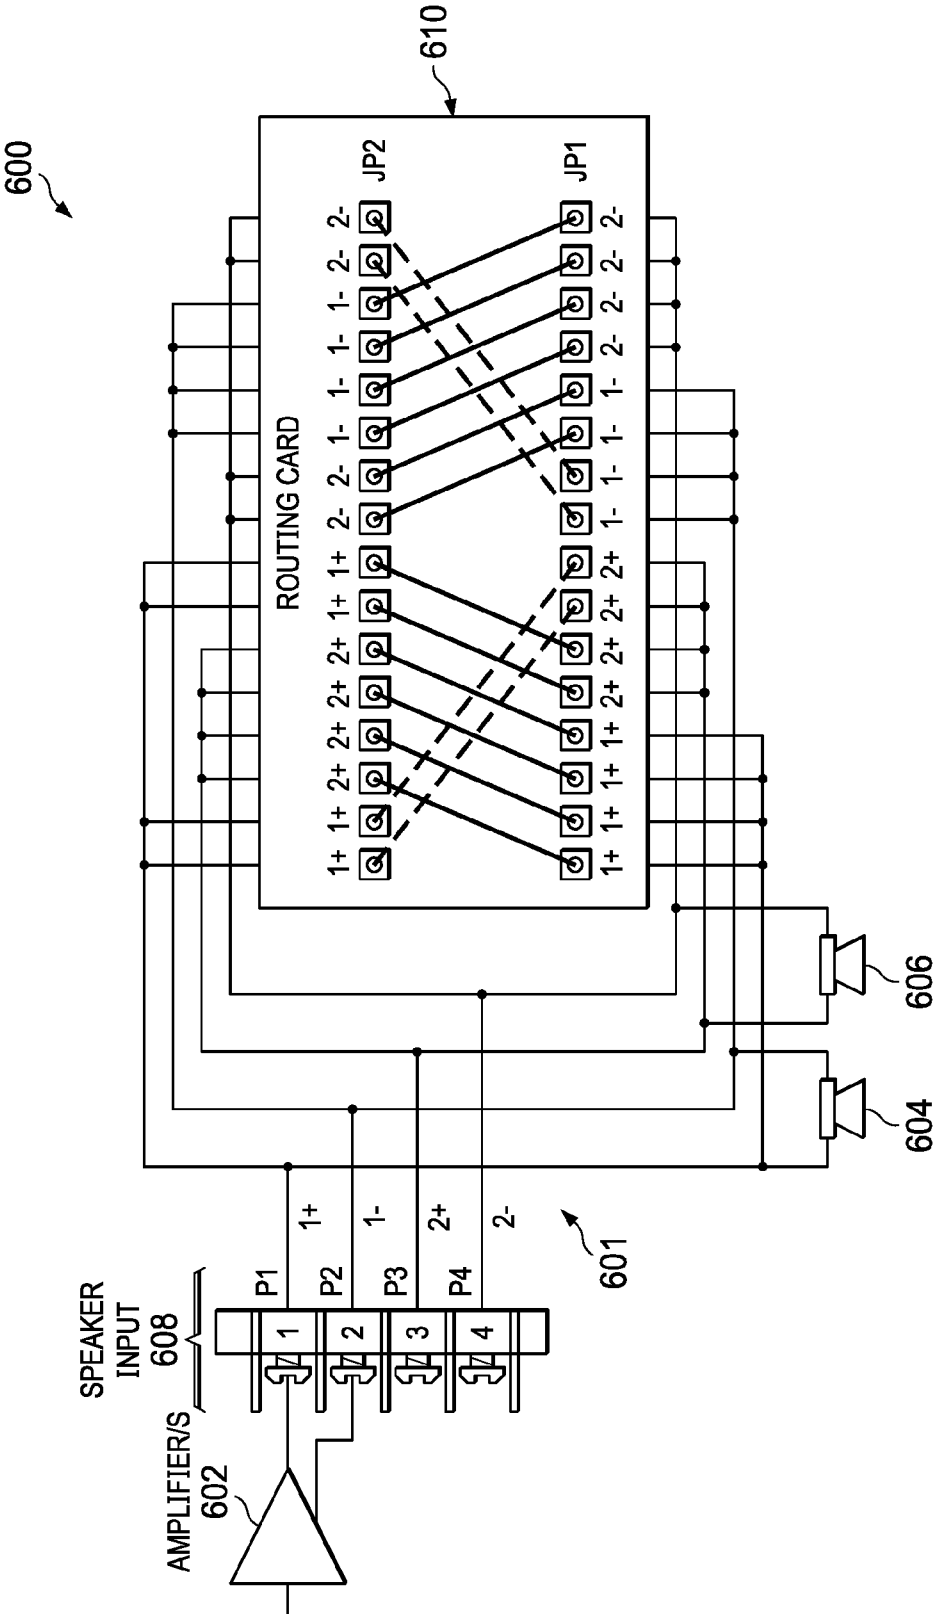 600
SPEAKER
INPUT
608
AMPLIFIER/S
602
610
ROUTING CARD
1+ 1+ 2+ 2+ 2+ 2+ 1+ 1+ 2- 2- 1- 1- 1- 1- 2- 2-
JP2
JP1
1+ 1+ 1+ 1+ 2+ 2+ 2+ 2+ 1- 1- 1- 1- 2- 2- 2- 2-
1 P1 1+
2 P2 1-
3 P3 2+
4 P4 2-
601
604
606